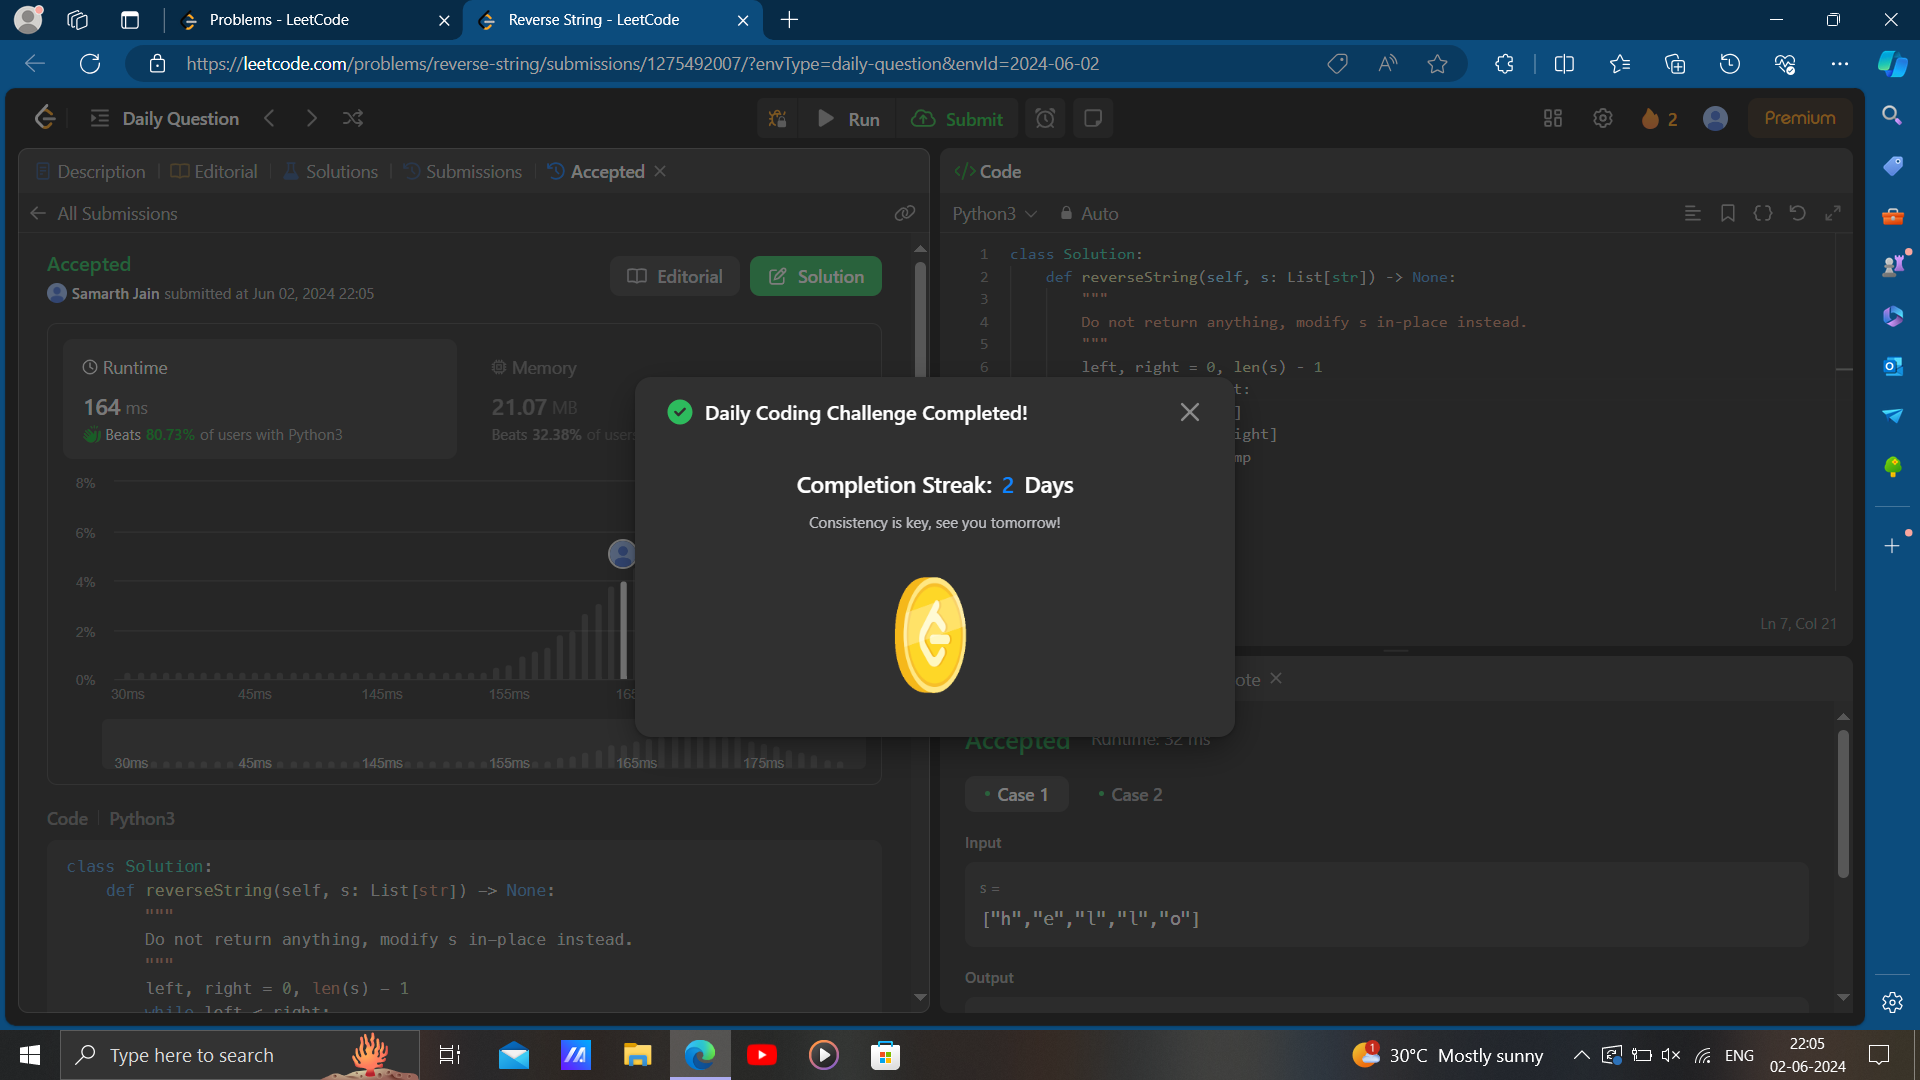 Problems - LeetCode
Reverse String - LeetCode
https://leetcode.com/problems/reverse-string/submissions/1275492007/?envType=daily-question&envId=2024-06-02
Daily Question
Run
Submit
2
Premium
Description
Editorial
Solutions
Submissions
Accepted
</> Code
All Submissions
Python3
Auto
Accepted
Samarth Jain submitted at Jun 02, 2024 22:05
Editorial
Solution
Runtime
164 ms
Beats 80.73% of users with Python3
Memory
21.07 MB
Beats 32.38% of users
8%
6%
4%
2%
0%
30ms
45ms
145ms
155ms
165
30ms
45ms
145ms
155ms
165ms
175ms
Code
Python3
class Solution:
def reverseString(self, s: List[str]) -> None:
"""
Do not return anything, modify s in-place instead.
"""
left, right = 0, len(s) - 1
while left < right:
1 class Solution:
2 def reverseString(self, s: List[str]) -> None:
3 """
4 Do not return anything, modify s in-place instead.
5 """
6 left, right = 0, len(s) - 1
t:
]
ight]
mp
Ln 7, Col 21
Daily Coding Challenge Completed!
Completion Streak: 2 Days
Consistency is key, see you tomorrow!
ote
Accepted
Runtime: 32 ms
Case 1
Case 2
Input
s =
["h","e","l","l","o"]
Output
Type here to search
1
30°C Mostly sunny
ENG
22:05
02-06-2024